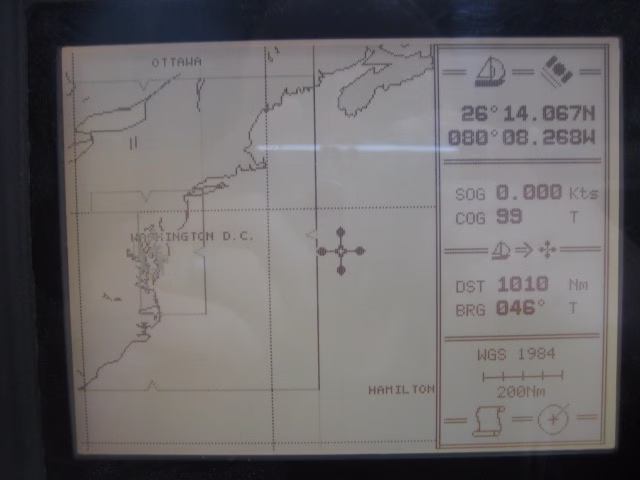 OTTAWA
WASHINGTON D.C.
HAMILTON
26°14.067N
080°08.268W
SOG 0.000 Kts
COG 99 T
DST 1010 Nm
BRG 046° T
WGS 1984
200Nm